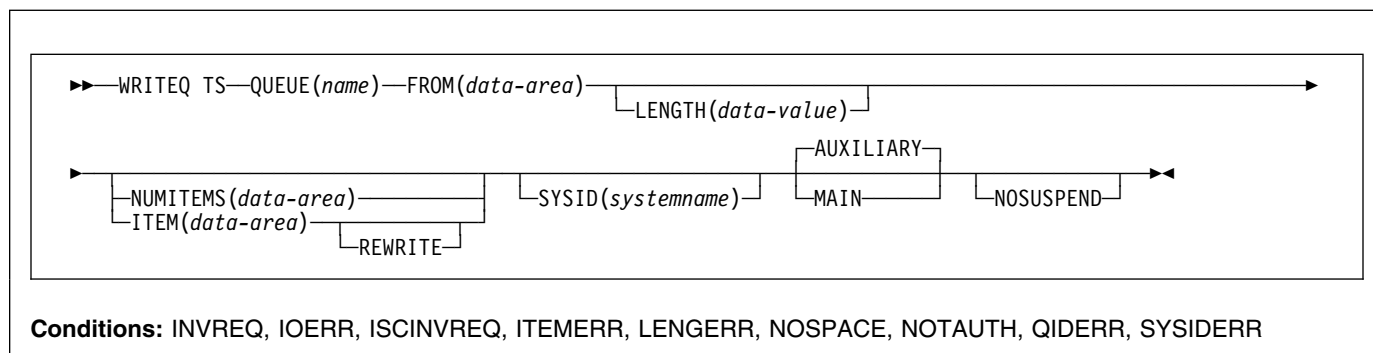 WRITEQ TS QUEUE(name) FROM(data-area)
LENGTH(data-value)
AUXILIARY
NUMITEMS(data-area) SYSID(systemname) MAIN NOSUSPEND
ITEM(data-area)
REWRITE
Conditions: INVREQ, IOERR, ISCINVREQ, ITEMERR, LENGERR, NOSPACE, NOTAUTH, QIDERR, SYSIDERR